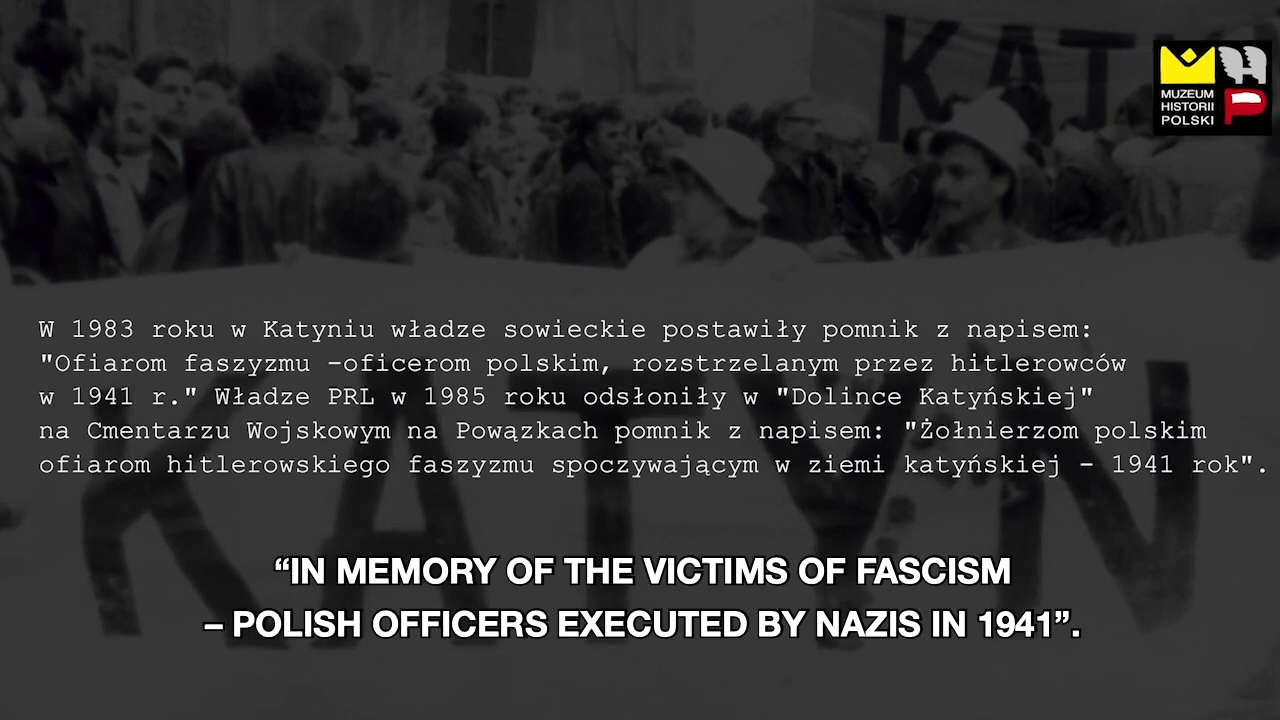 KATY
MUZEUM
HISTORII
POLSKI
HP
W 1983 roku w Katyniu władze sowieckie postawiły pomnik z napisem:
"Ofiarom faszyzmu –oficerom polskim, rozstrzelanym przez hitlerowców
w 1941 r." Władze PRL w 1985 roku odsłoniły w "Dolince Katyńskiej"
na Cmentarzu Wojskowym na Powązkach pomnik z napisem: "Żołnierzom polskim
ofiarom hitlerowskiego faszyzmu spoczywającym w ziemi katyńskiej – 1941 rok".
KATYŃ
“IN MEMORY OF THE VICTIMS OF FASCISM
– POLISH OFFICERS EXECUTED BY NAZIS IN 1941”.